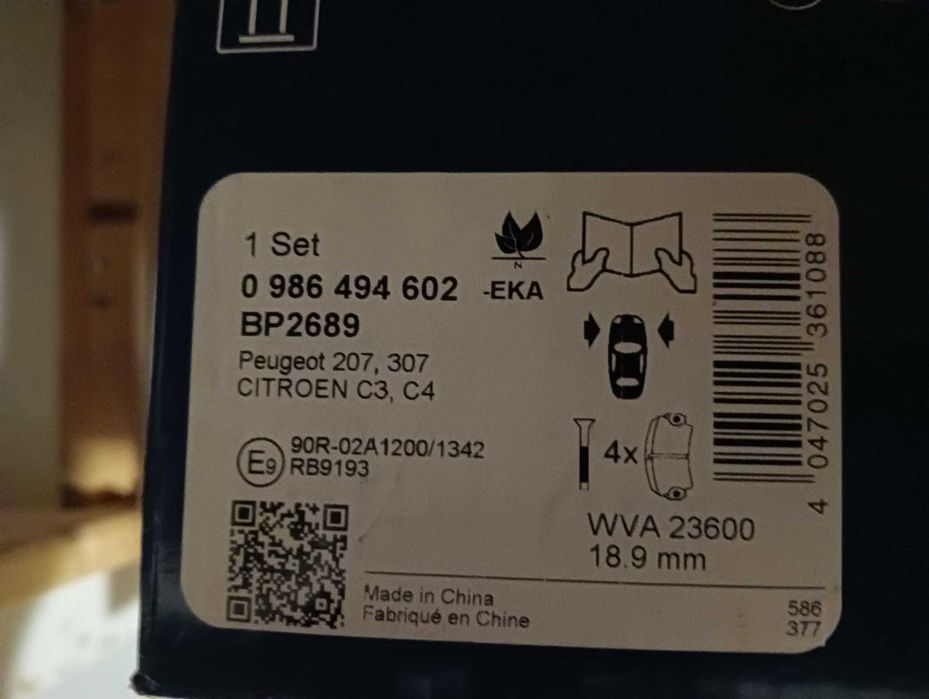 1 Set
0 986 494 602 -EKA
N
BP2689
Peugeot 207, 307
CITROEN C3, C4
E9 90R-02A1200/1342
RB9193
4x
WVA 23600
18.9 mm
4 047025 361088
Made in China
Fabriqué en Chine
586
377